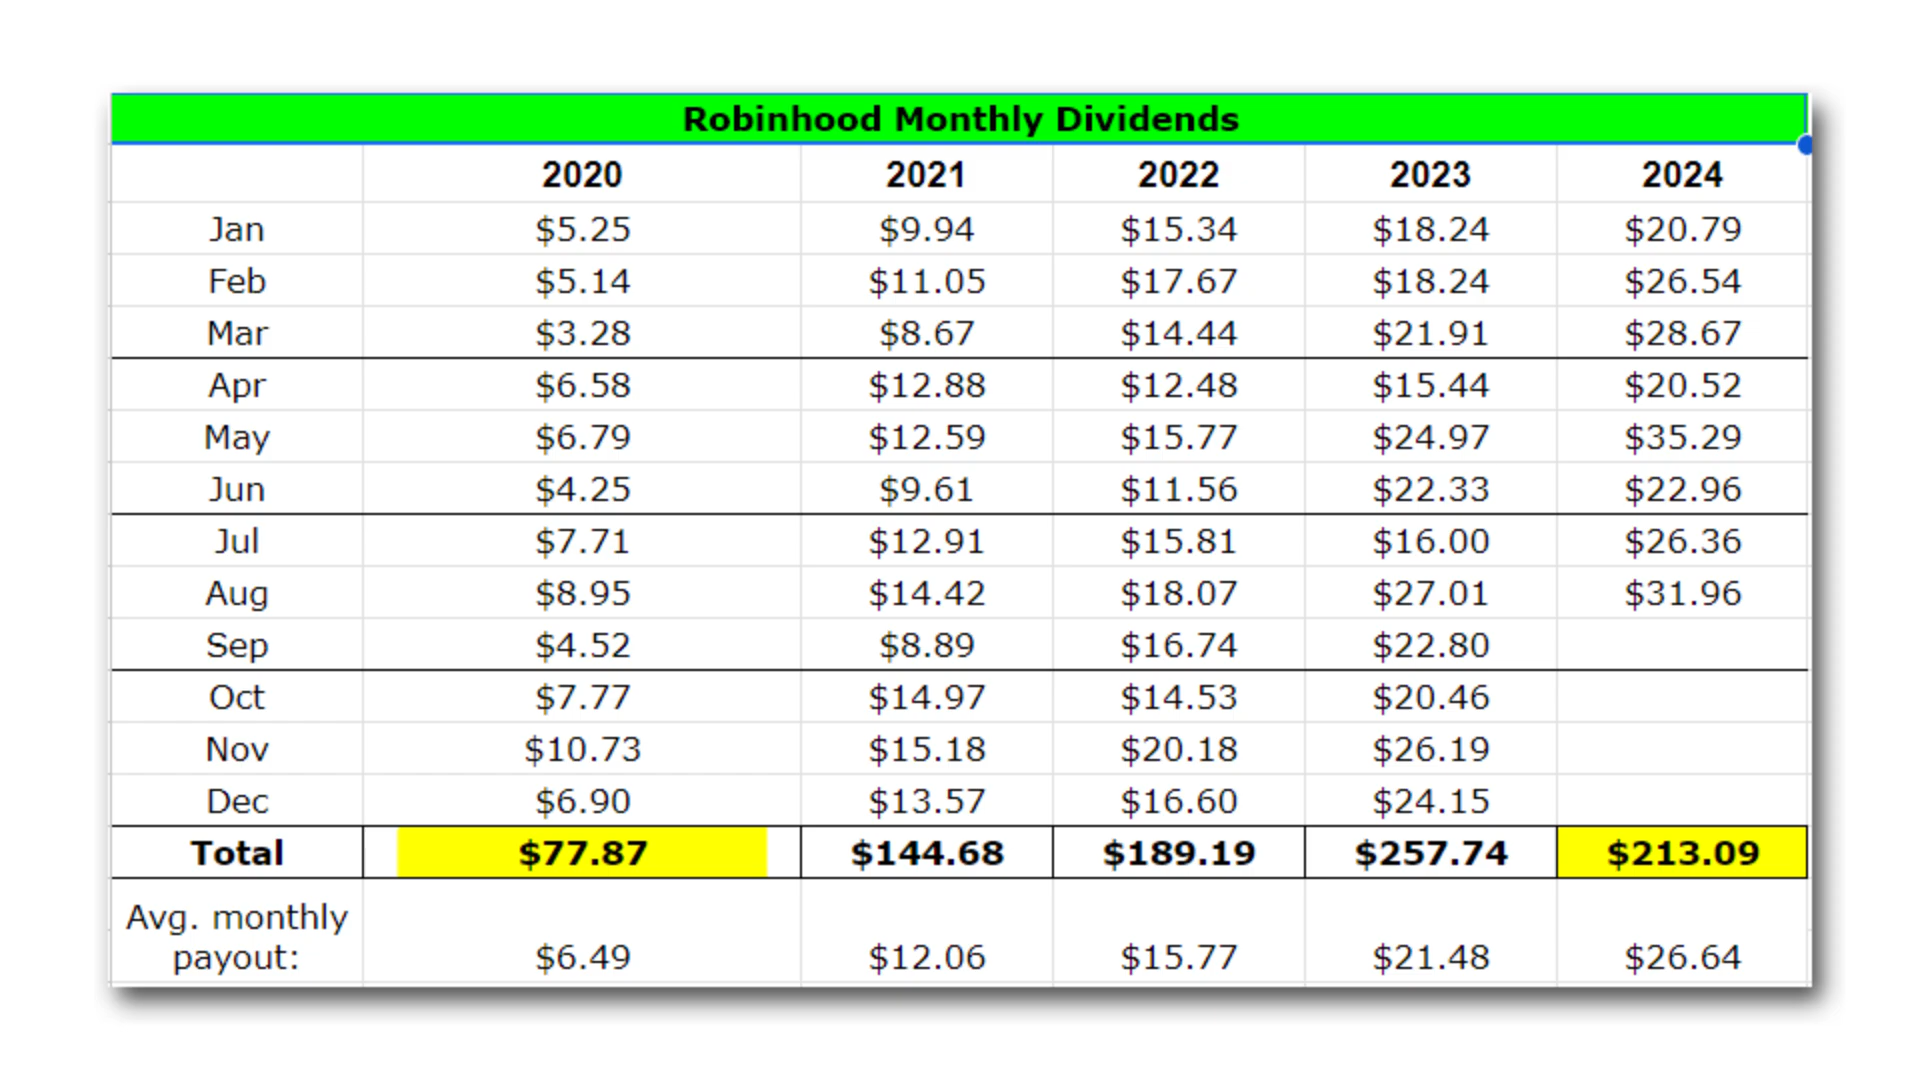 Robinhood Monthly Dividends
2020 2021 2022 2023 2024
Jan $5.25 $9.94 $15.34 $18.24 $20.79
Feb $5.14 $11.05 $17.67 $18.24 $26.54
Mar $3.28 $8.67 $14.44 $21.91 $28.67
Apr $6.58 $12.88 $12.48 $15.44 $20.52
May $6.79 $12.59 $15.77 $24.97 $35.29
Jun $4.25 $9.61 $11.56 $22.33 $22.96
Jul $7.71 $12.91 $15.81 $16.00 $26.36
Aug $8.95 $14.42 $18.07 $27.01 $31.96
Sep $4.52 $8.89 $16.74 $22.80
Oct $7.77 $14.97 $14.53 $20.46
Nov $10.73 $15.18 $20.18 $26.19
Dec $6.90 $13.57 $16.60 $24.15
Total $77.87 $144.68 $189.19 $257.74 $213.09
Avg. monthly
payout: $6.49 $12.06 $15.77 $21.48 $26.64